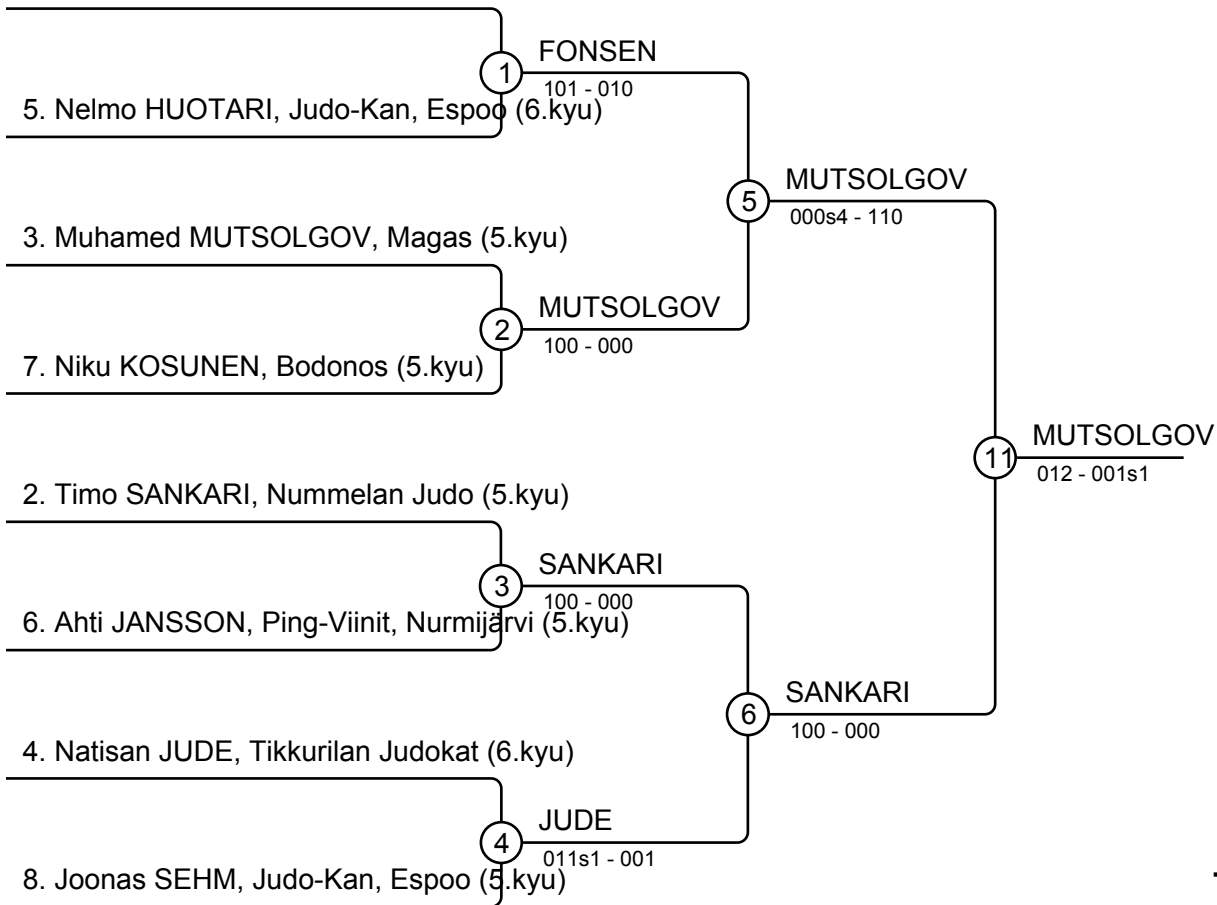 FONSEN
1
101 - 010
5. Nelmo HUOTARI, Judo-Kan, Espoo (6.kyu)
MUTSOLGOV
5
000s4 - 110
3. Muhamed MUTSOLGOV, Magas (5.kyu)
MUTSOLGOV
2
100 - 000
7. Niku KOSUNEN, Bodonos (5.kyu)
MUTSOLGOV
11
012 - 001s1
2. Timo SANKARI, Nummelan Judo (5.kyu)
SANKARI
3
100 - 000
6. Ahti JANSSON, Ping-Viinit, Nurmijärvi (5.kyu)
SANKARI
6
100 - 000
4. Natisan JUDE, Tikkurilan Judokat (6.kyu)
JUDE
4
011s1 - 001
8. Joonas SEHM, Judo-Kan, Espoo (5.kyu)